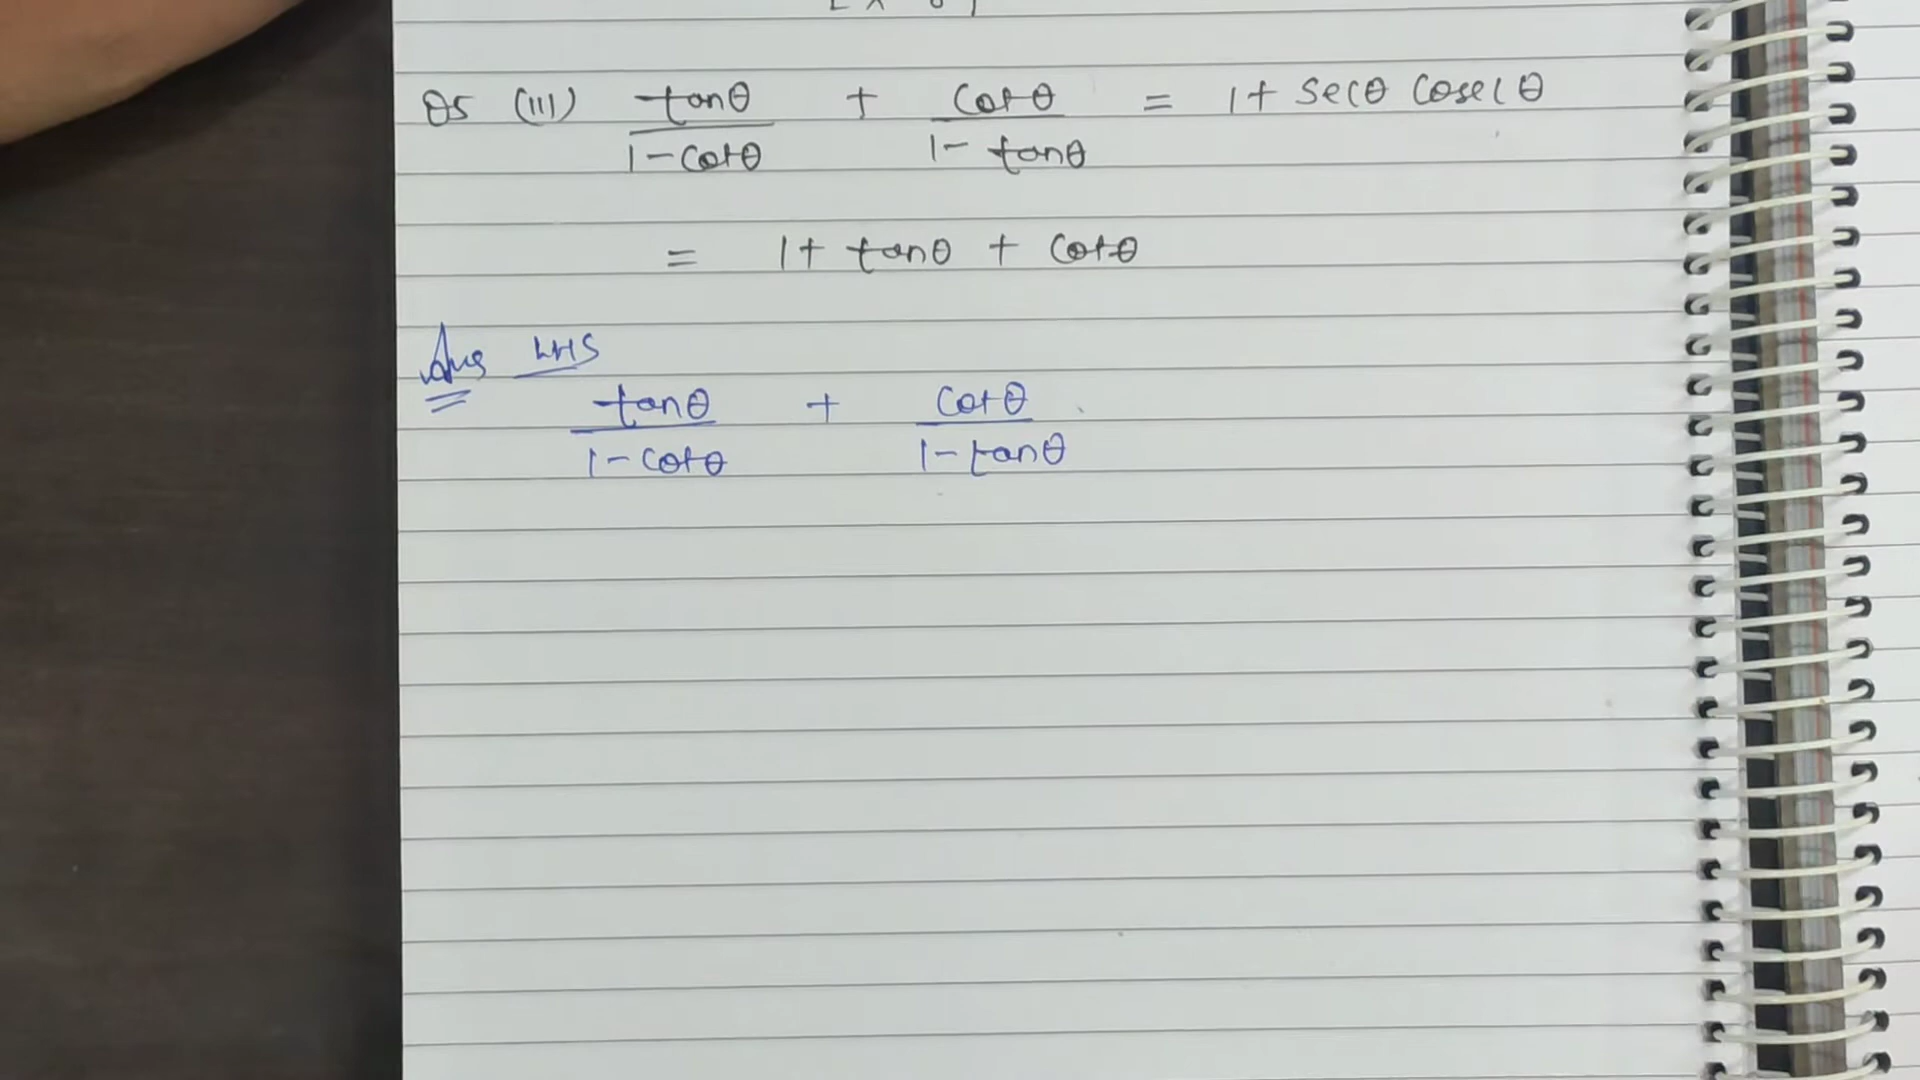 Q5 (III) tanθ/(1-cotθ) + cotθ/(1-tanθ) = 1+ secθ cosecθ
= 1+ tanθ + cotθ
Ans LHS
tanθ/(1-cotθ) + cotθ/(1-tanθ)